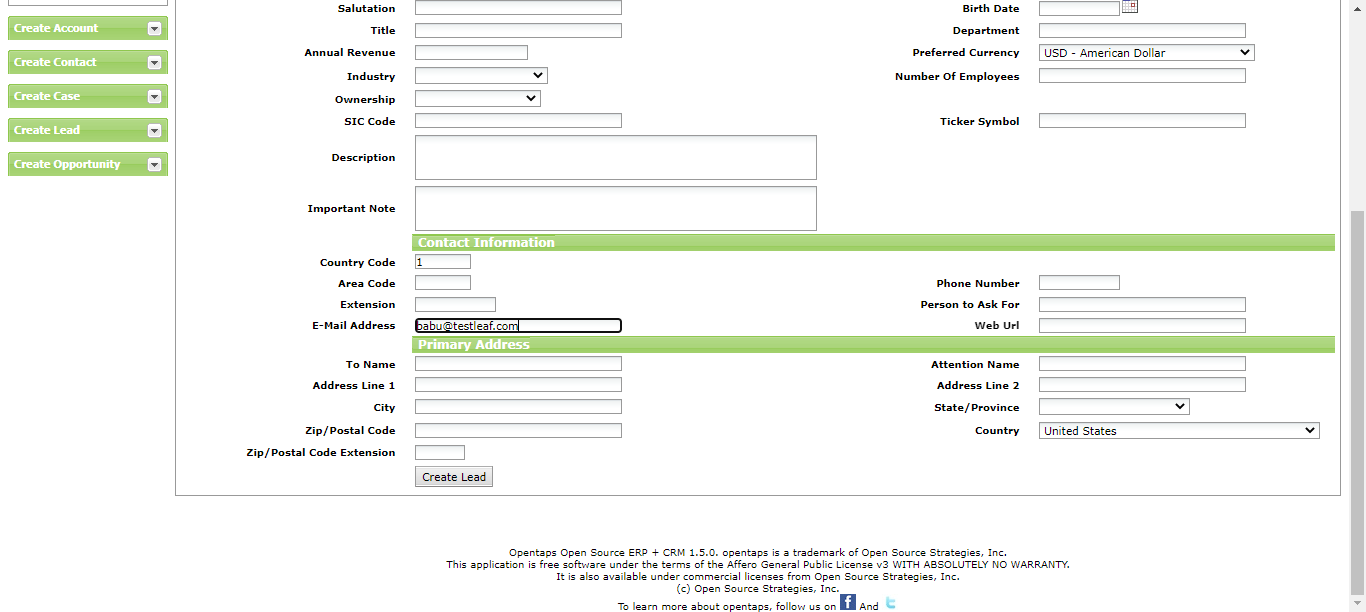 Salutation Birth Date
Create Account Title Department
Annual Revenue Preferred Currency USD - American Dollar
Create Contact
Industry Number Of Employees
Create Case Ownership
SIC Code Ticker Symbol
Create Lead
Description
Create Opportunity
Important Note
Contact Information
Country Code 1
Area Code Phone Number
Extension Person to Ask For
E-Mail Address babu@testleaf.com Web Url
Primary Address
To Name Attention Name
Address Line 1 Address Line 2
City State/Province
Zip/Postal Code Country United States
Zip/Postal Code Extension
Create Lead
Opentaps Open Source ERP + CRM 1.5.0. opentaps is a trademark of Open Source Strategies, Inc.
This application is free software under the terms of the Affero General Public License v3 WITH ABSOLUTELY NO WARRANTY.
It is also available under commercial licenses from Open Source Strategies, Inc.
(c) Open Source Strategies, Inc.
To learn more about opentaps, follow us on f And t